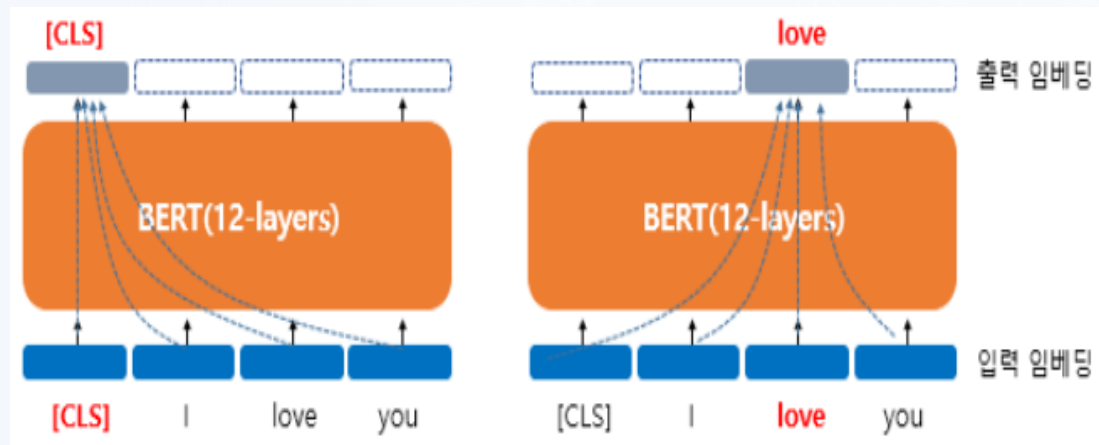 [CLS] love
출력 임베딩
BERT(12-layers) BERT(12-layers)
입력 임베딩
[CLS] I love you [CLS] I love you